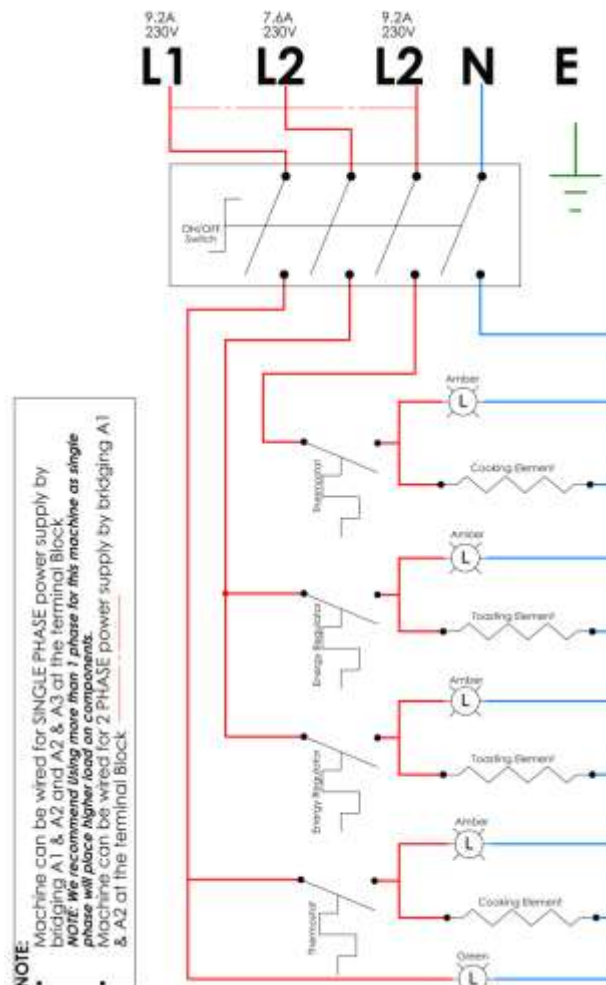 9.2A
230V
7.6A
230V
9.2A
230V
L1
L2
L2
N
E
ON/OFF
Switch
Amber
L
Cooking Element
Thermostat
Amber
L
Toasting Element
Energy Regulator
Amber
L
Toasting Element
Energy Regulator
Amber
L
Cooking Element
Thermostat
Green
L
NOTE:
Machine can be wired for SINGLE PHASE power supply by
bridging A1 & A2 and A2 & A3 at the terminal Block
NOTE: We recommend Using more than 1 phase for this machine as single
phase will place higher load on components.
Machine can be wired for 2 PHASE power supply by bridging A1
& A2 at the terminal Block